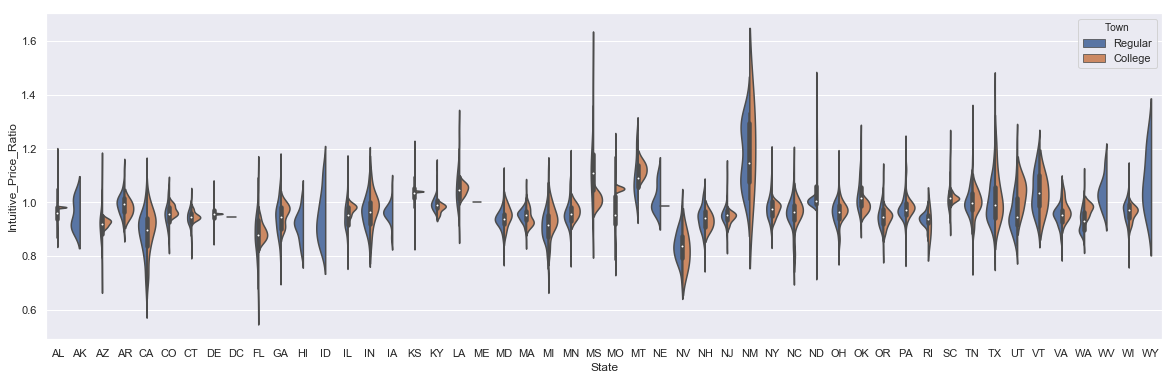 Town
Regular
College
1.6
1.4
1.2
1.0
0.8
0.6
Intuitive_Price_Ratio
AL AK AZ AR CA CO CT DE DC FL GA HI ID IL IN IA KS KY LA ME MD MA MI MN MS MO MT NE NV NH NJ NM NY NC ND OH OK OR PA RI SC TN TX UT VT VA WA WV WI WY
State